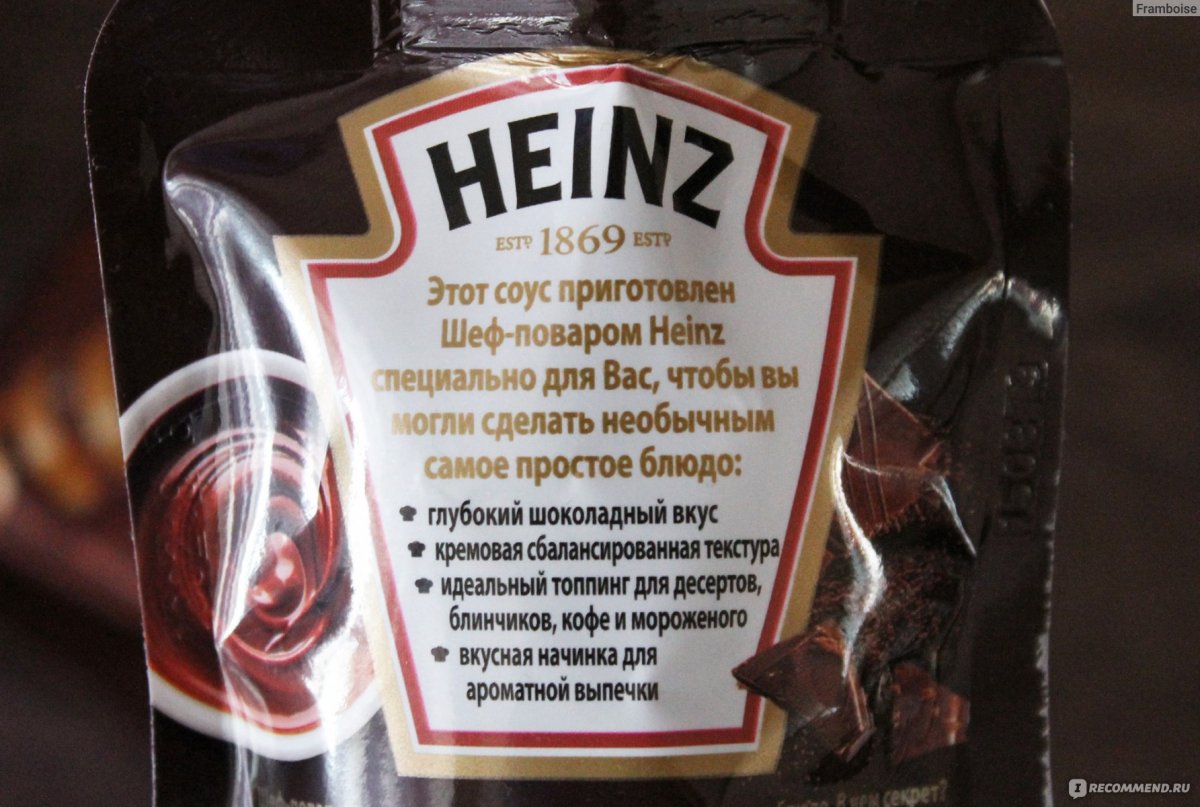 Framboise
HEINZ
ESTD 1869 ESTD
Этот соус приготовлен
Шеф-поваром Heinz
специально для Вас, чтобы вы
могли сделать необычным
самое простое блюдо:
глубокий шоколадный вкус
кремовая сбалансированная текстура
идеальный топпинг для десертов,
блинчиков, кофе и мороженого
вкусная начинка для
ароматной выпечки
В чем секрет?
I RECOMMEND.RU